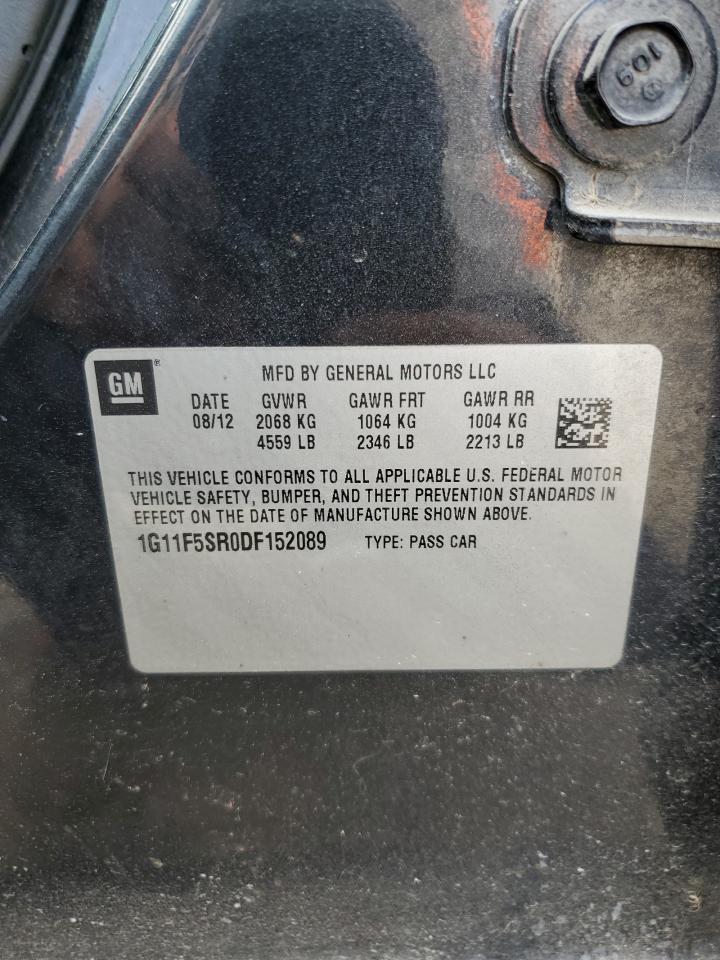 109
GM
MFD BY GENERAL MOTORS LLC
DATE GVWR GAWR FRT GAWR RR
08/12 2068 KG 1064 KG 1004 KG
4559 LB 2346 LB 2213 LB
THIS VEHICLE CONFORMS TO ALL APPLICABLE U.S. FEDERAL MOTOR
VEHICLE SAFETY, BUMPER, AND THEFT PREVENTION STANDARDS IN
EFFECT ON THE DATE OF MANUFACTURE SHOWN ABOVE.
1G11F5SR0DF152089 TYPE: PASS CAR